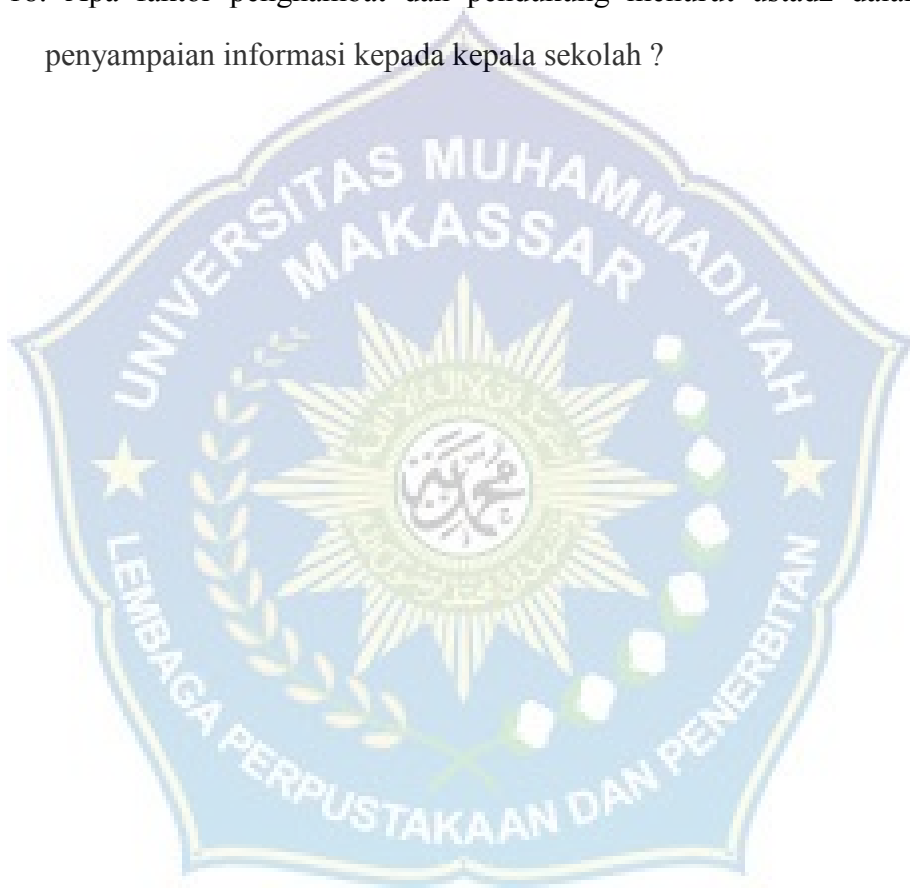 Apa faktor penghambat dan pendukung menurut ustadz
penyampaian informasi kepada kepala sekolah ?
UNIVERSITAS MUHAMMADIYAH
MAKASSAR
LEMBAGA PERPUSTAKAAN DAN PENERBITAN